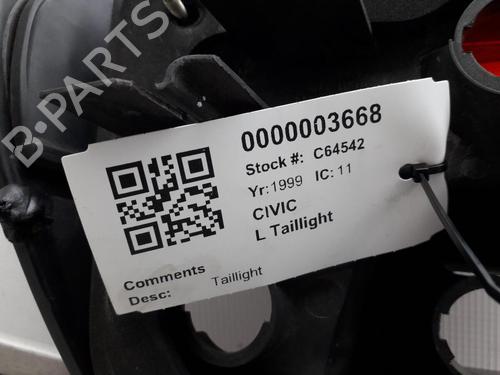 B-PARTS
0000003668
Stock #: C64542
Yr:1999 IC: 11
CIVIC
L Taillight
Comments
Desc: Taillight